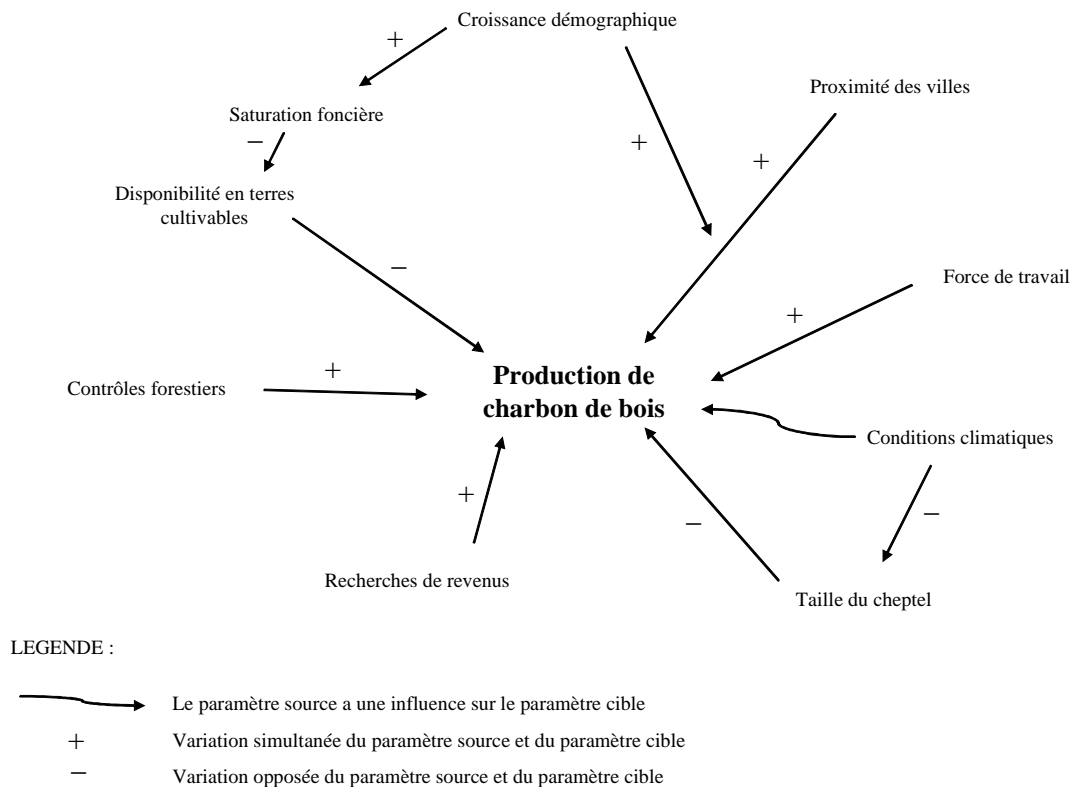 Croissance démographique
+
Proximité des villes
Saturation foncière
−
+
+
Disponibilité en terres
cultivables
−
Force de travail
+
Production de
charbon de bois
Contrôles forestiers
+
Conditions climatiques
+
−
−
Recherches de revenus
Taille du cheptel
LEGENDE :
Le paramètre source a une influence sur le paramètre cible
+ Variation simultanée du paramètre source et du paramètre cible
− Variation opposée du paramètre source et du paramètre cible